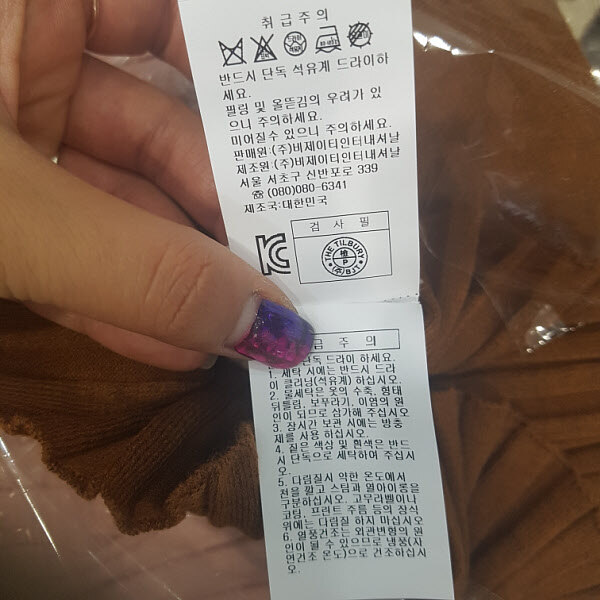 취급주의
반드시 단독 석유계 드라이하
세요.
필링 및 올뜯김의 우려가 있
으니 주의하세요.
미어질수 있으니 주의하세요.
판매원:(주)비제이티인터내셔날
제조원:(주)비제이티인터내셔날
서울 서초구 신반포로 339
☎ (080)080-6341
제조국:대한민국
검사필
THE TILBURY
檢
P
(주)BJT
급 주 의
단독 드라이 하세요.
1. 세탁 시에는 반드시 드라
이 클리닝(석유계) 하십시오.
2. 물세탁은 옷의 수축, 형태
뒤틀림, 보푸라기, 이염의 원
인이 되므로 삼가해 주십시오
3. 장시간 보관 시에는 방충
제를 사용 하십시오.
4. 짙은 색상 및 흰색은 반드
시 단독으로 세탁하여 주십시
오.
5. 다림질시 약한 온도에서
천을 깔고 스팀과 열아이롱을
구분하십시오. 고무라벨이나
코팅, 프린트 주름 등의 장식
위에는 다림질 하지 마십시오
6. 열풍건조는 외관변형의 원
인이 될 수 있으므로 냉풍(자
연건조 온도)으로 건조하십시
오.